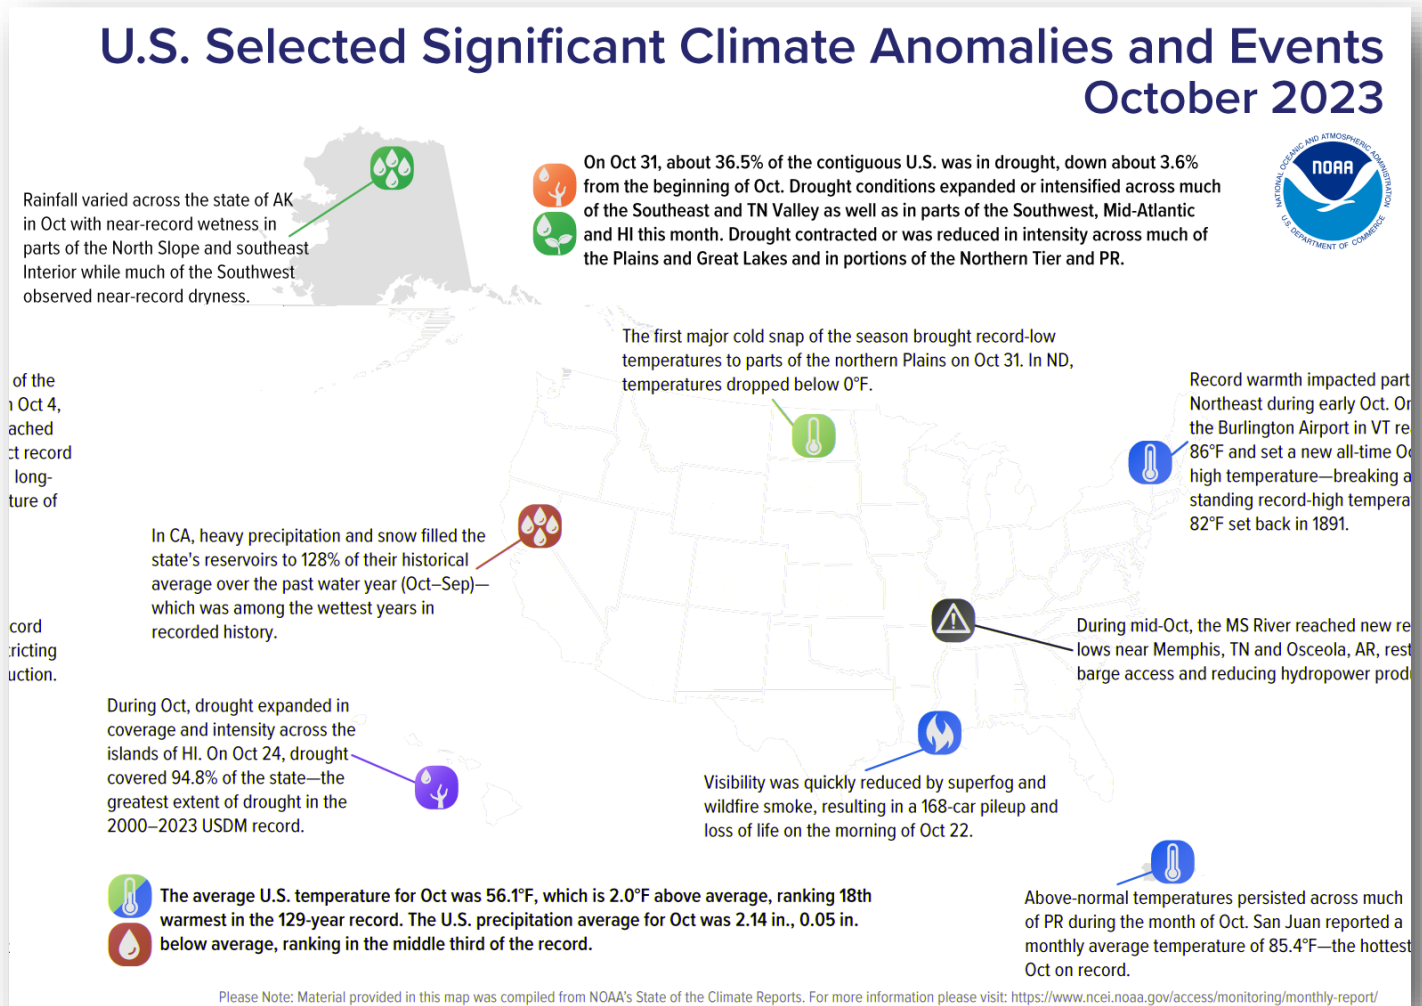 U.S. Selected Significant Climate Anomalies and Events
October 2023
Rainfall varied across the state of AK
in Oct with near-record wetness in
parts of the North Slope and southeast
Interior while much of the Southwest
observed near-record dryness.
On Oct 31, about 36.5% of the contiguous U.S. was in drought, down about 3.6%
from the beginning of Oct. Drought conditions expanded or intensified across much
of the Southeast and TN Valley as well as in parts of the Southwest, Mid-Atlantic
and HI this month. Drought contracted or was reduced in intensity across much of
the Plains and Great Lakes and in portions of the Northern Tier and PR.
NATIONAL OCEANIC AND ATMOSPHERIC ADMINISTRATION
NOAA
U.S. DEPARTMENT OF COMMERCE
The first major cold snap of the season brought record-low
temperatures to parts of the northern Plains on Oct 31. In ND,
temperatures dropped below 0°F.
of the
Oct 4,
ached
ct record
long-
ture of
Record warmth impacted part
Northeast during early Oct. On
the Burlington Airport in VT re
86°F and set a new all-time Oc
high temperature—breaking a
standing record-high tempera
82°F set back in 1891.
In CA, heavy precipitation and snow filled the
state's reservoirs to 128% of their historical
average over the past water year (Oct–Sep)—
which was among the wettest years in
recorded history.
cord
ricting
uction.
During mid-Oct, the MS River reached new re
lows near Memphis, TN and Osceola, AR, rest
barge access and reducing hydropower prod
During Oct, drought expanded in
coverage and intensity across the
islands of HI. On Oct 24, drought
covered 94.8% of the state—the
greatest extent of drought in the
2000–2023 USDM record.
Visibility was quickly reduced by superfog and
wildfire smoke, resulting in a 168-car pileup and
loss of life on the morning of Oct 22.
The average U.S. temperature for Oct was 56.1°F, which is 2.0°F above average, ranking 18th
warmest in the 129-year record. The U.S. precipitation average for Oct was 2.14 in., 0.05 in.
below average, ranking in the middle third of the record.
Above-normal temperatures persisted across much
of PR during the month of Oct. San Juan reported a
monthly average temperature of 85.4°F—the hottest
Oct on record.
Please Note: Material provided in this map was compiled from NOAA's State of the Climate Reports. For more information please visit: https://www.ncei.noaa.gov/access/monitoring/monthly-report/